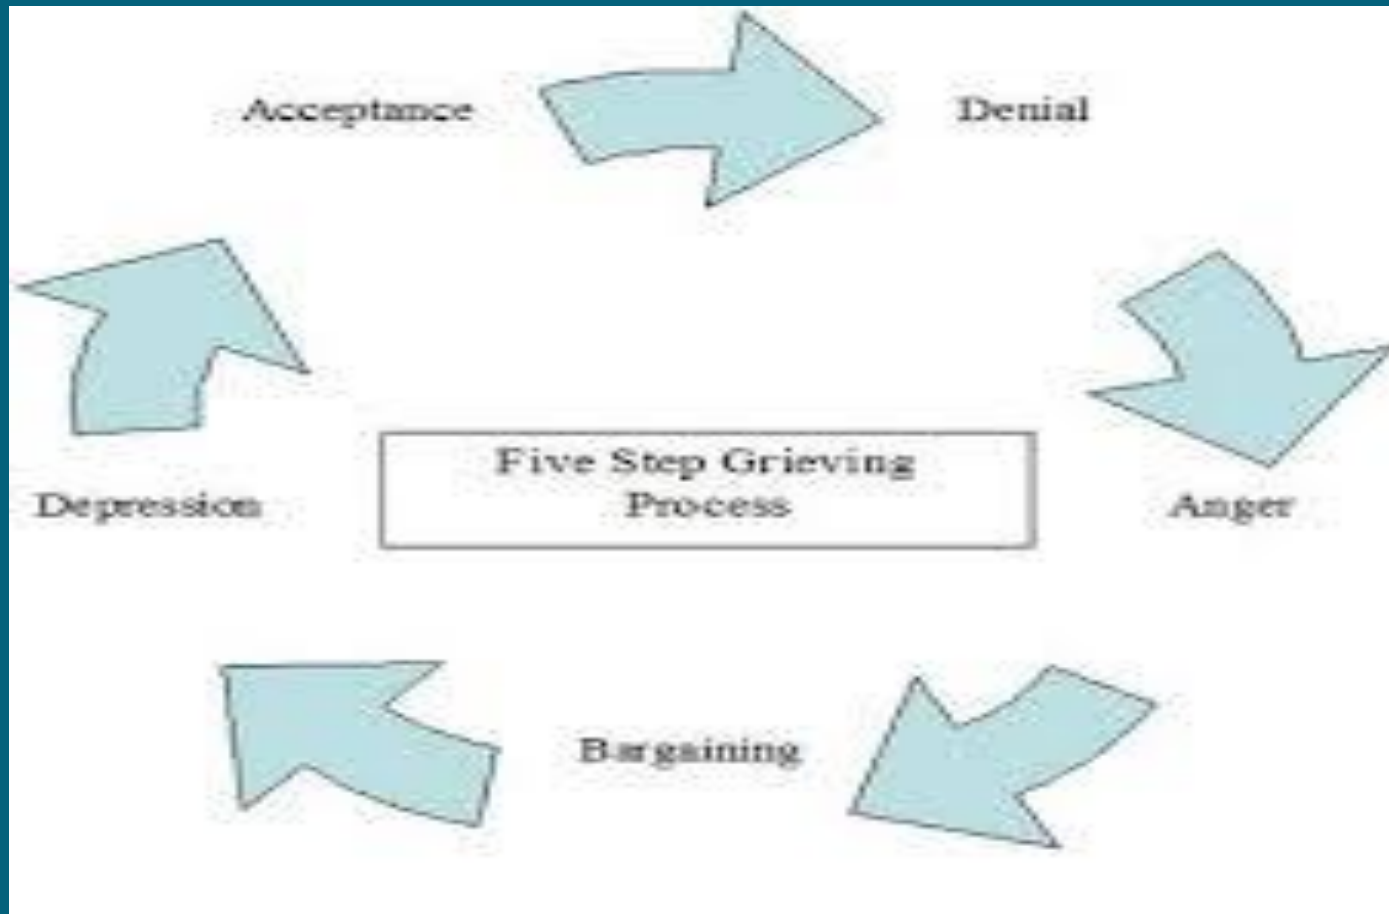 Acceptance
Denial
Five Step Grieving
Process
Depression
Anger
Bargaining